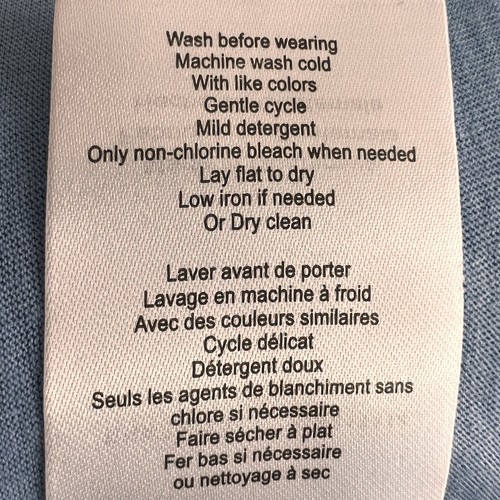 Wash before wearing
Machine wash cold
With like colors
Gentle cycle
Mild detergent
Only non-chlorine bleach when needed
Lay flat to dry
Low iron if needed
Or Dry clean
Laver avant de porter
Lavage en machine à froid
Avec des couleurs similaires
Cycle délicat
Détergent doux
Seuls les agents de blanchiment sans
chlore si nécessaire
Faire sécher à plat
Fer bas si nécessaire
ou nettoyage à sec